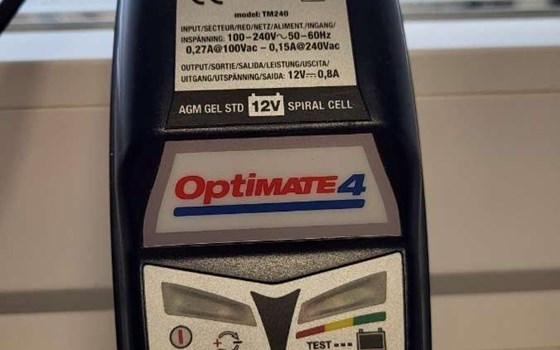 model: TM240
INPUT/SECTEUR/RED/NETZ/ALIMENT./INGANG/
INSPÄNNING: 100-240V~50-60Hz
0,27A@100Vac - 0,15A@240Vac
OUTPUT/SORTIE/SALIDA/LEISTUNG/USCITA/
UITGANG/UTSPÄNNING/SAIDA: 12V⎓0,8A
AGM GEL STD 12V SPIRAL CELL
OptiMATE4
TEST